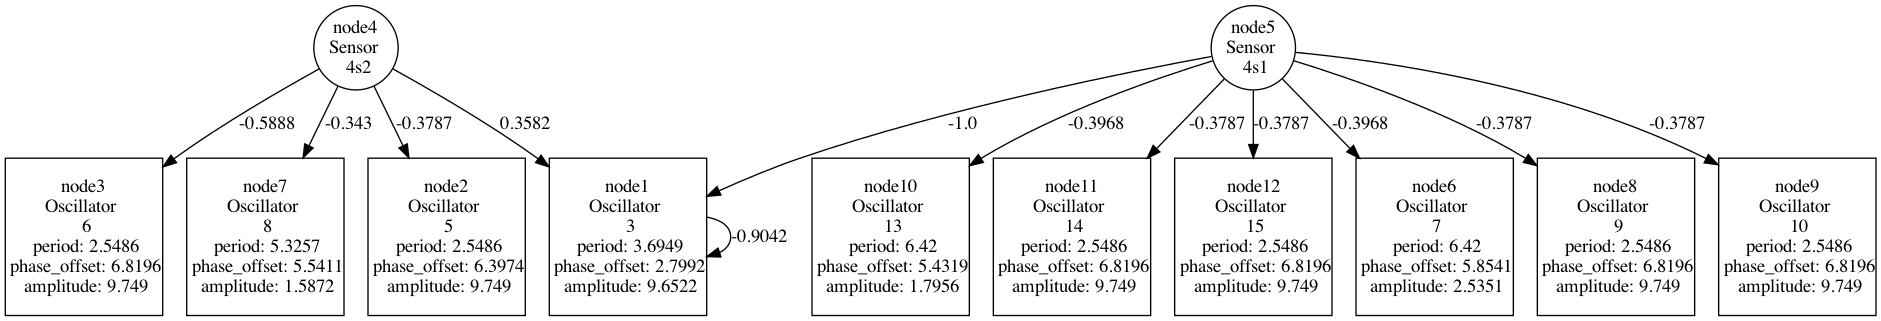 node4
Sensor
4s2
node5
Sensor
4s1
-0.5888
-0.343
-0.3787
0.3582
-1.0
-0.3968
-0.3787
-0.3787
-0.3968
-0.3787
-0.3787
node3
Oscillator
6
period: 2.5486
phase_offset: 6.8196
amplitude: 9.749
node7
Oscillator
8
period: 5.3257
phase_offset: 5.5411
amplitude: 1.5872
node2
Oscillator
5
period: 2.5486
phase_offset: 6.3974
amplitude: 9.749
node1
Oscillator
3
period: 3.6949
phase_offset: 2.7992
amplitude: 9.6522
-0.9042
node10
Oscillator
13
period: 6.42
phase_offset: 5.4319
amplitude: 1.7956
node11
Oscillator
14
period: 2.5486
phase_offset: 6.8196
amplitude: 9.749
node12
Oscillator
15
period: 2.5486
phase_offset: 6.8196
amplitude: 9.749
node6
Oscillator
7
period: 6.42
phase_offset: 5.8541
amplitude: 2.5351
node8
Oscillator
9
period: 2.5486
phase_offset: 6.8196
amplitude: 9.749
node9
Oscillator
10
period: 2.5486
phase_offset: 6.8196
amplitude: 9.749